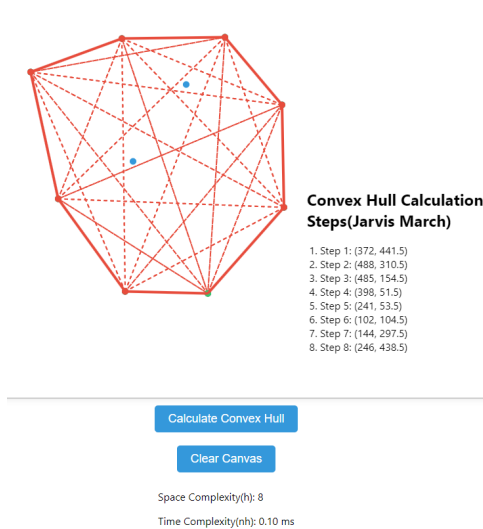 Convex Hull Calculation
Steps(Jarvis March)
1. Step 1: (372, 441.5)
2. Step 2: (488, 310.5)
3. Step 3: (485, 154.5)
4. Step 4: (398, 51.5)
5. Step 5: (241, 53.5)
6. Step 6: (102, 104.5)
7. Step 7: (144, 297.5)
8. Step 8: (246, 438.5)
Calculate Convex Hull
Clear Canvas
Space Complexity(h): 8
Time Complexity(nh): 0.10 ms